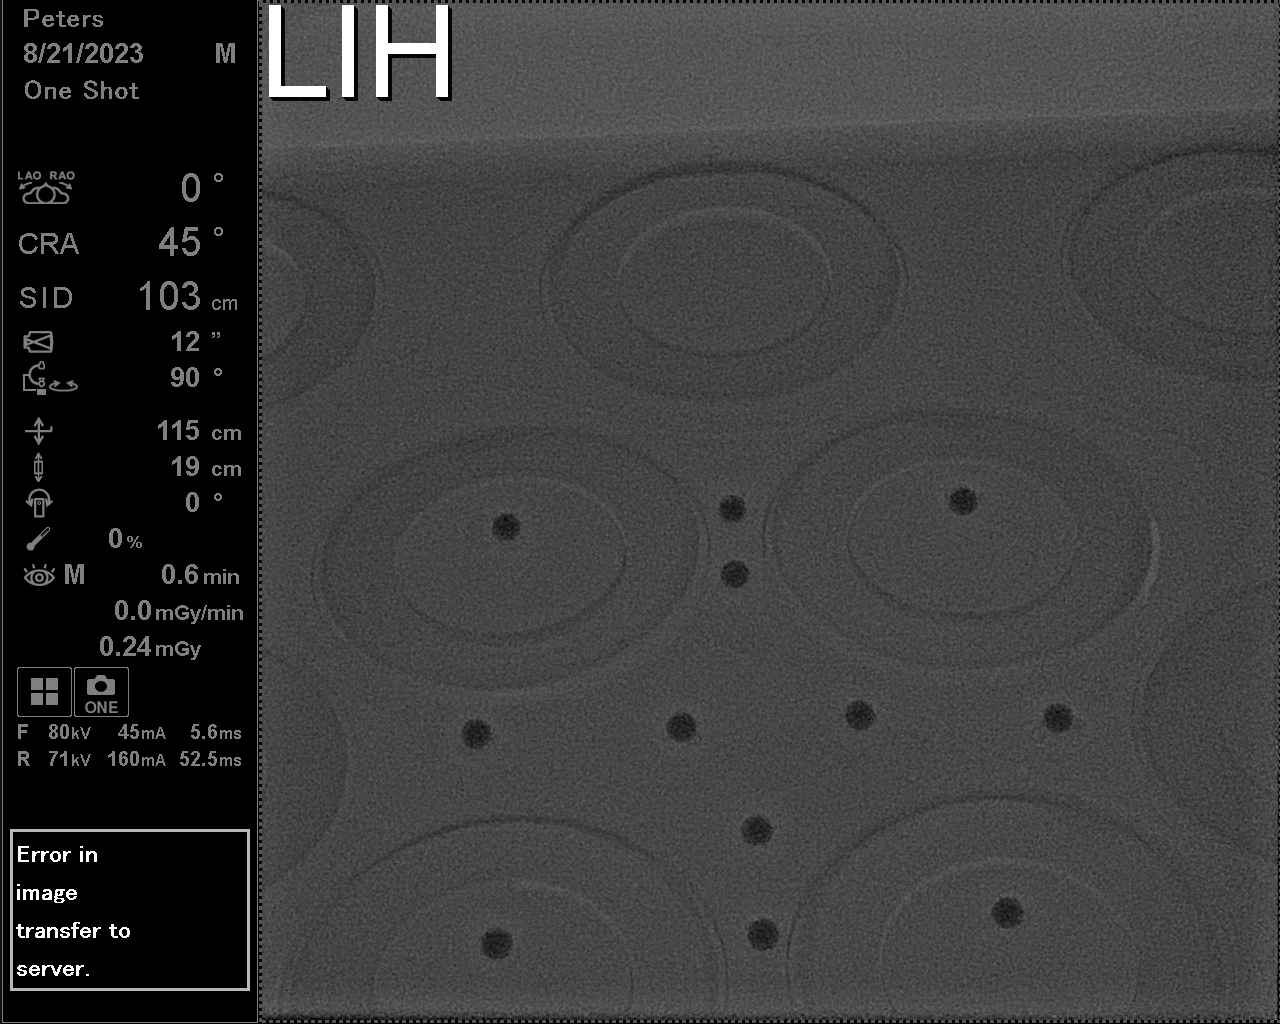 Peters
8/21/2023 M
One Shot
LIH
LAO RAO
0 °
CRA 45 °
SID 103 cm
12 ”
90 °
115 cm
19 cm
0 °
0 %
M 0.6 min
0.0 mGy/min
0.24 mGy
ONE
F 80kV 45mA 5.6ms
R 71kV 160mA 52.5ms
Error in
image
transfer to
server.